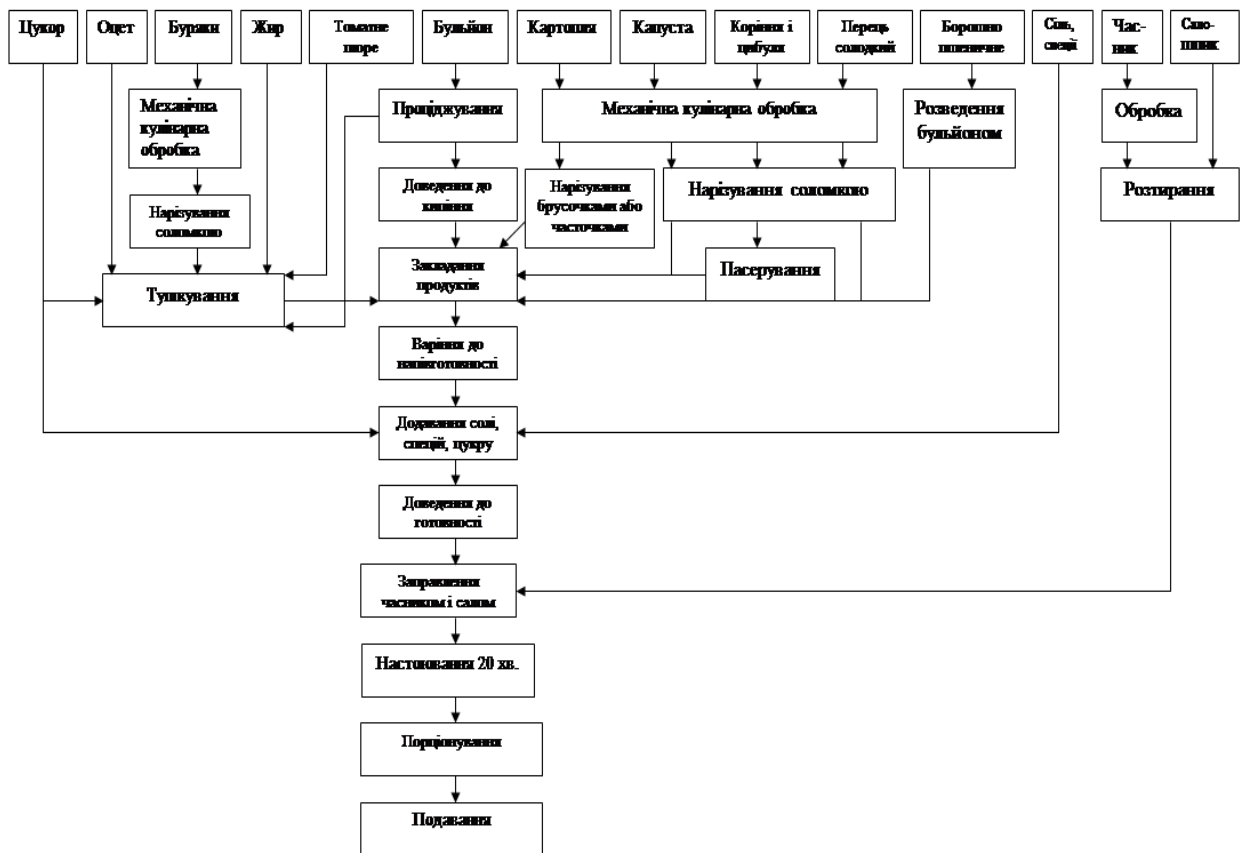 Цукор
Оцет
Буряки
Жир
Томатне
пюре
Бульйон
Картопля
Капуста
Коріння і
цибуля
Перець
солодкий
Борошно
пшеничне
Сіль,
спеції
Час-
ник
Сало-
шпик
Механічна
кулінарна
обробка
Проціджування
Механічна кулінарна обробка
Розведення
бульйоном
Обробка
Нарізування
соломкою
Доведення до
кипіння
Нарізування
брусочками або
часточками
Нарізування соломкою
Розтирання
Тушкування
Закладання
продуктів
Пасерування
Варіння до
напівготовності
Додавання солі,
спецій, цукру
Доведення до
готовності
Заправлення
часником і салом
Настоювання 20 хв.
Порціонування
Подавання